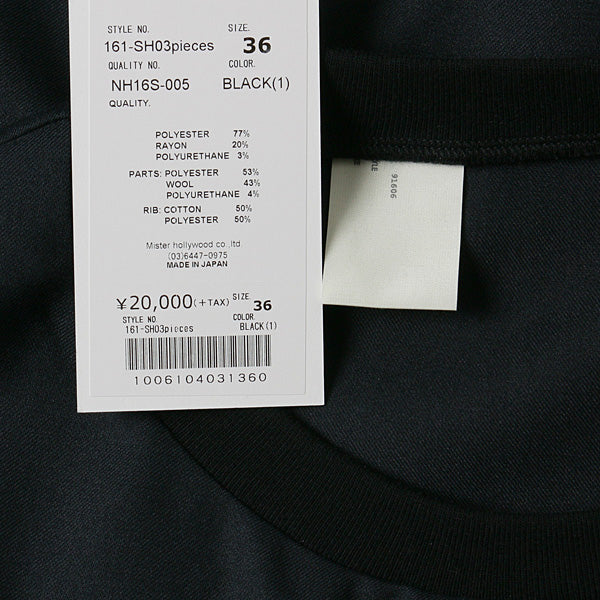 STYLE NO. SIZE.
161-SH03pieces 36
QUALITY NO. COLOR.
NH16S-005 BLACK(1)
QUALITY.
POLYESTER 77%
RAYON 20%
POLYURETHANE 3%
PARTS: POLYESTER 53%
WOOL 43%
POLYURETHANE 4%
RIB: COTTON 50%
POLYESTER 50%
Mister hollywood co.,ltd.
(03)6447-0975
MADE IN JAPAN
¥20,000(+TAX) SIZE 36
STYLE NO. COLOR
161-SH03pieces BLACK(1)
1006104031360
91606